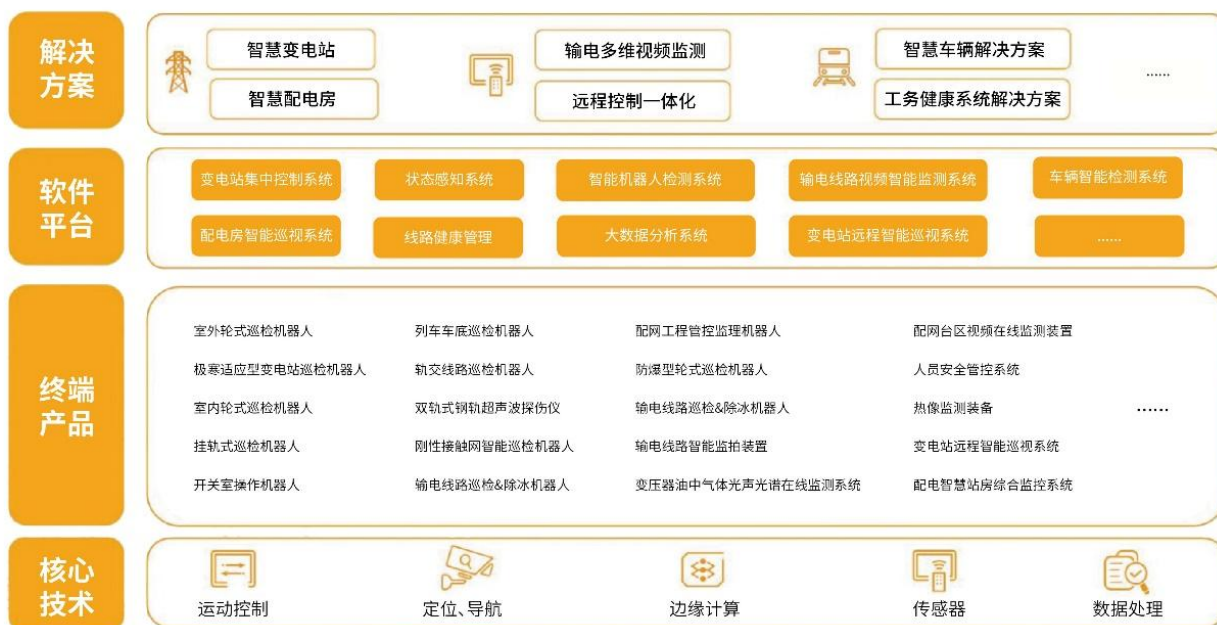 解决
方案
智慧变电站
输电多维视频监测
智慧车辆解决方案
智慧配电房
远程控制一体化
工务健康系统解决方案
......
软件
平台
变电站集中控制系统
状态感知系统
智能机器人检测系统
输电线路视频智能监测系统
车辆智能检测系统
配电房智能巡视系统
线路健康管理
大数据分析系统
变电站远程智能巡视系统
......
终端
产品
室外轮式巡检机器人
列车车底巡检机器人
配网工程管控监理机器人
配网台区视频在线监测装置
极寒适应型变电站巡检机器人
轨交线路巡检机器人
防爆型轮式巡检机器人
人员安全管控系统
室内轮式巡检机器人
双轨式钢轨超声波探伤仪
输电线路巡检&除冰机器人
热像监测装备
......
挂轨式巡检机器人
刚性接触网智能巡检机器人
输电线路智能监拍装置
变电站远程智能巡视系统
开关室操作机器人
输电线路巡检&除冰机器人
变压器油中气体光声光谱在线监测系统
配电智慧站房综合监控系统
核心
技术
运动控制
定位、导航
边缘计算
传感器
数据处理